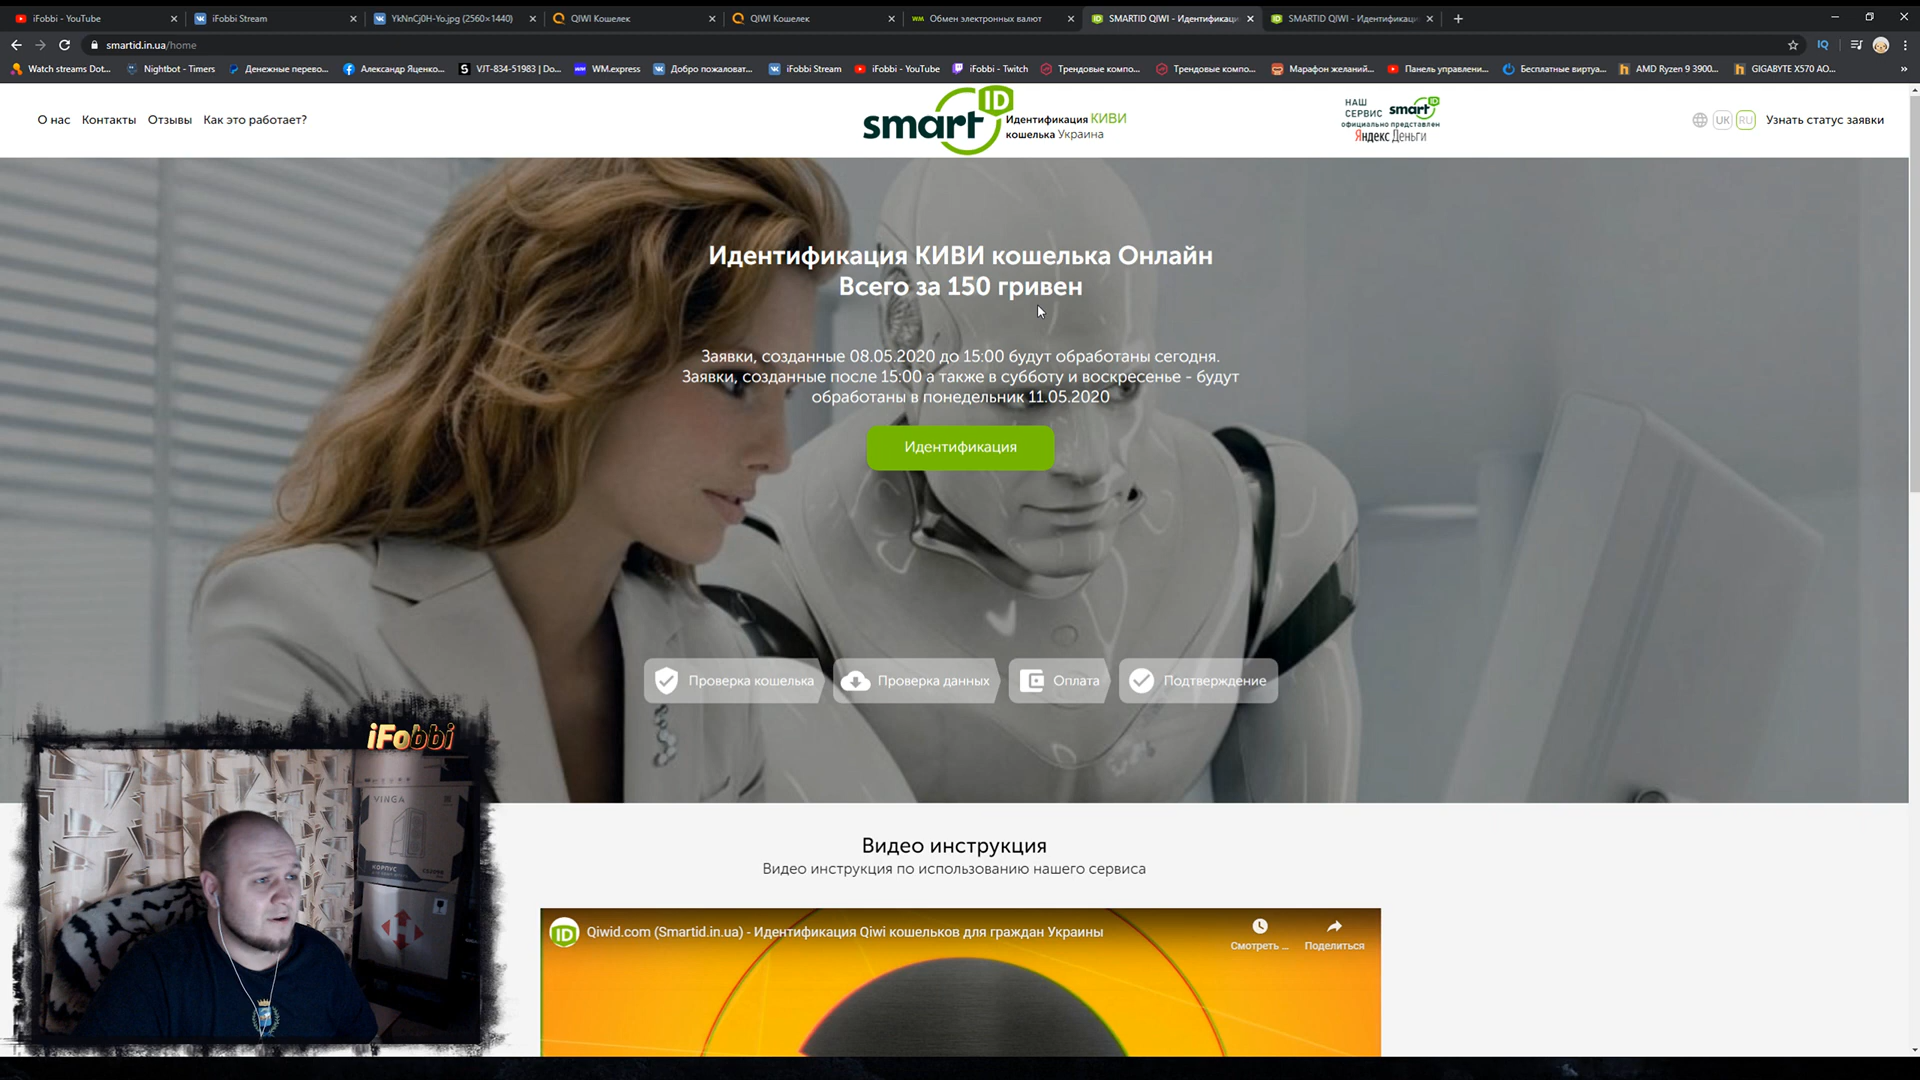 iFobbi - YouTube
iFobbi Stream
YkNnCj0H-Yo.jpg (2560×1440)
QIWI Кошелек
QIWI Кошелек
Обмен электронных валют
SMARTID QIWI - Идентификаци
SMARTID QIWI - Идентификаци
smartid.in.ua/home
Watch streams Dot...
Nightbot - Timers
Денежные перево...
Александр Яценко...
VJT-834-51983 | Do...
WM.express
Добро пожаловат...
iFobbi Stream
iFobbi - YouTube
iFobbi - Twitch
Трендовые компо...
Трендовые компо...
Марафон желаний...
Панель управлени...
Бесплатные виртуа...
AMD Ryzen 9 3900...
GIGABYTE X570 AO...
О нас
Контакты
Отзывы
Как это работает?
smart ID
Идентификация КИВИ
кошелька Украина
НАШ
СЕРВИС smart ID
официально представлен
Яндекс Деньги
UK
RU
Узнать статус заявки
Идентификация КИВИ кошелька Онлайн
Всего за 150 гривен
Заявки, созданные 08.05.2020 до 15:00 будут обработаны сегодня.
Заявки, созданные после 15:00 а также в субботу и воскресенье - будут
обработаны в понедельник 11.05.2020
Идентификация
Проверка кошелька
Проверка данных
Оплата
Подтверждение
iFobbi
VINGA
КОРПУС
Видео инструкция
Видео инструкция по использованию нашего сервиса
ID
Qiwid.com (Smartid.in.ua) - Идентификация Qiwi кошельков для граждан Украины
Смотреть ...
Поделиться